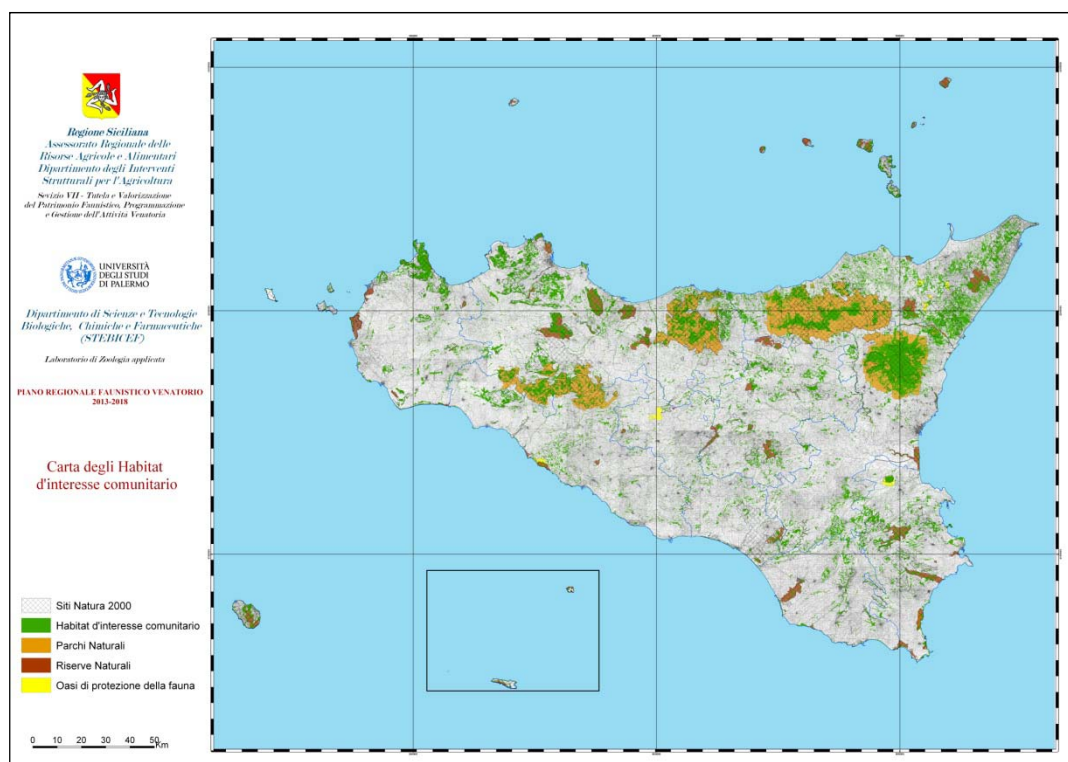 Regione Siciliana
Assessorato Regionale delle
Risorse Agricole e Alimentari
Dipartimento degli Interventi
Strutturali per l'Agricoltura
Sevizio VII - Tutela e Valorizzazione
del Patrimonio Faunistico, Programmazione
e Gestione dell'Attività Venatoria
UNIVERSITÀ
DEGLI STUDI
DI PALERMO
Dipartimento di Scienze e Tecnologie
Biologiche, Chimiche e Farmaceutiche
(STEBICEF)
Laboratorio di Zoologia applicata
PIANO REGIONALE FAUNISTICO VENATORIO
2013-2018
Carta degli Habitat
d'interesse comunitario
Siti Natura 2000
Habitat d'interesse comunitario
Parchi Naturali
Riserve Naturali
Oasi di protezione della fauna
0 10 20 30 40 50
Km